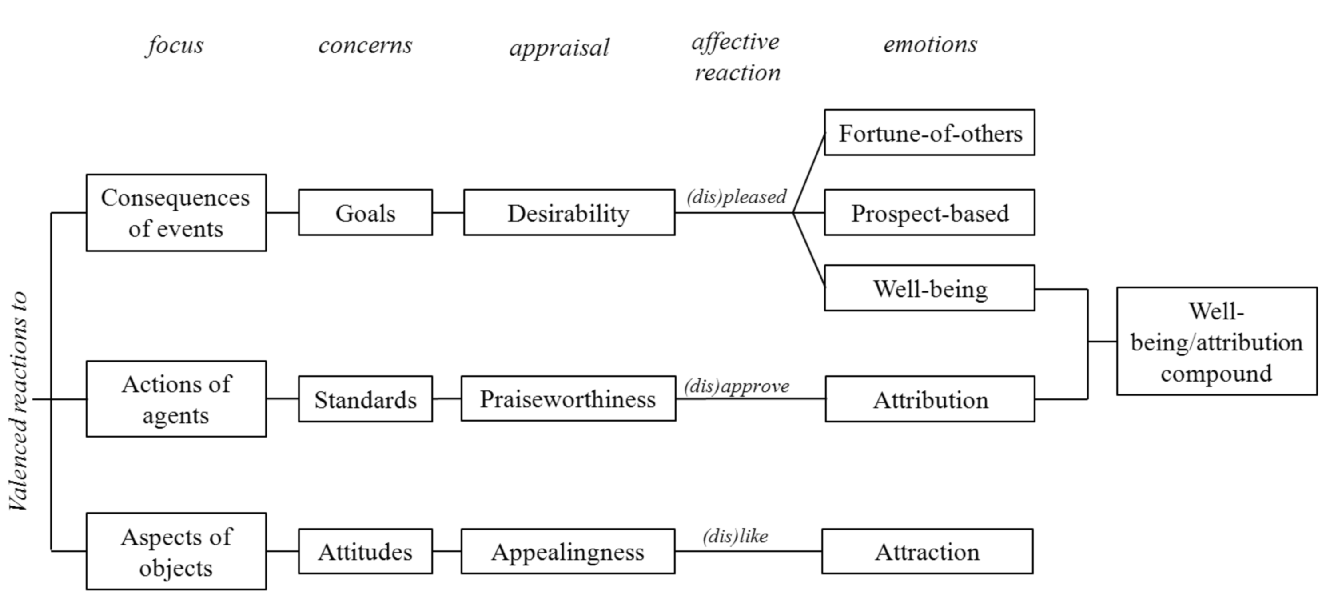 focus
concerns
appraisal
affective
reaction
emotions
Fortune-of-others
Consequences
of events
Goals
Desirability
(dis)pleased
Prospect-based
Well-being
Well-
being/attribution
compound
Valenced reactions to
Actions of
agents
Standards
Praiseworthiness
(dis)approve
Attribution
Aspects of
objects
Attitudes
Appealingness
(dis)like
Attraction